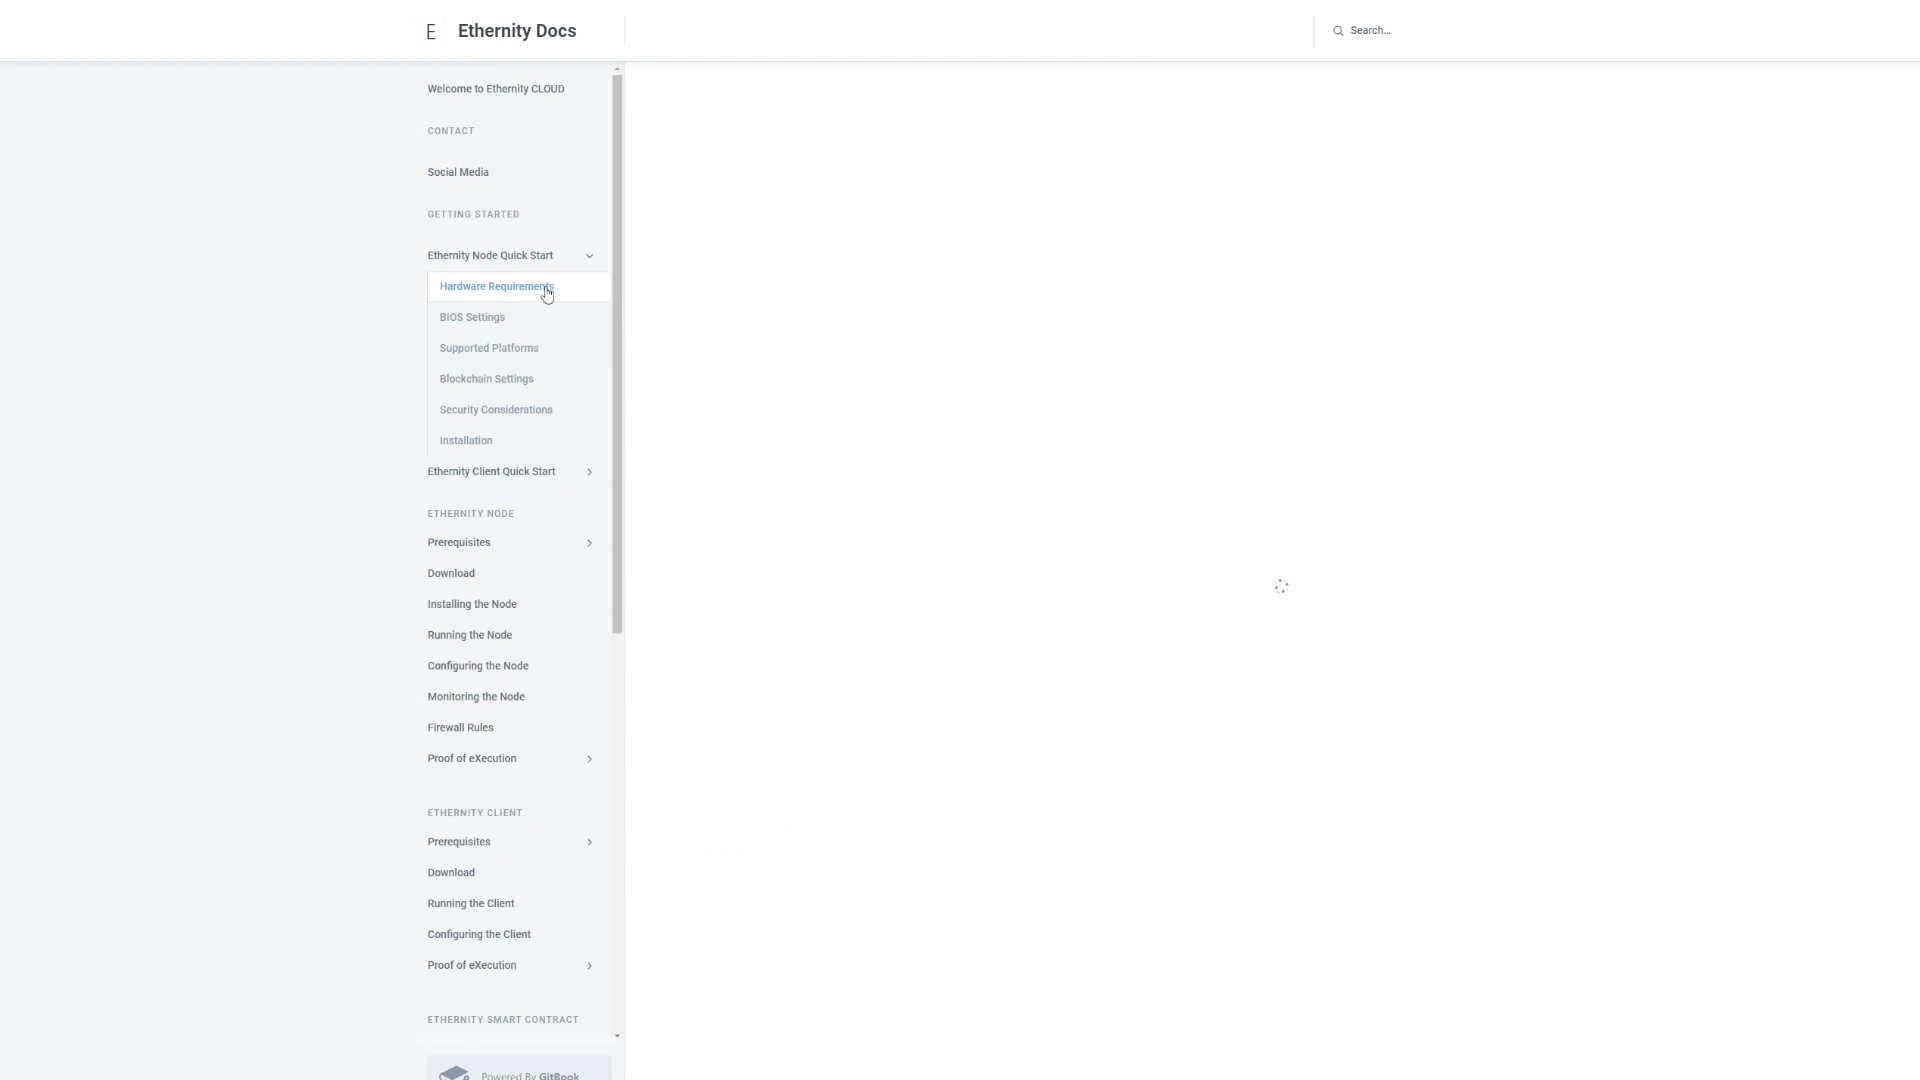 E
Ethernity Docs
Search...
Welcome to Ethernity CLOUD
CONTACT
Social Media
GETTING STARTED
Ethernity Node Quick Start
Hardware Requirements
BIOS Settings
Supported Platforms
Blockchain Settings
Security Considerations
Installation
Ethernity Client Quick Start
ETHERNITY NODE
Prerequisites
Download
Installing the Node
Running the Node
Configuring the Node
Monitoring the Node
Firewall Rules
Proof of eXecution
ETHERNITY CLIENT
Prerequisites
Download
Running the Client
Configuring the Client
Proof of eXecution
ETHERNITY SMART CONTRACT
Powered By GitBook